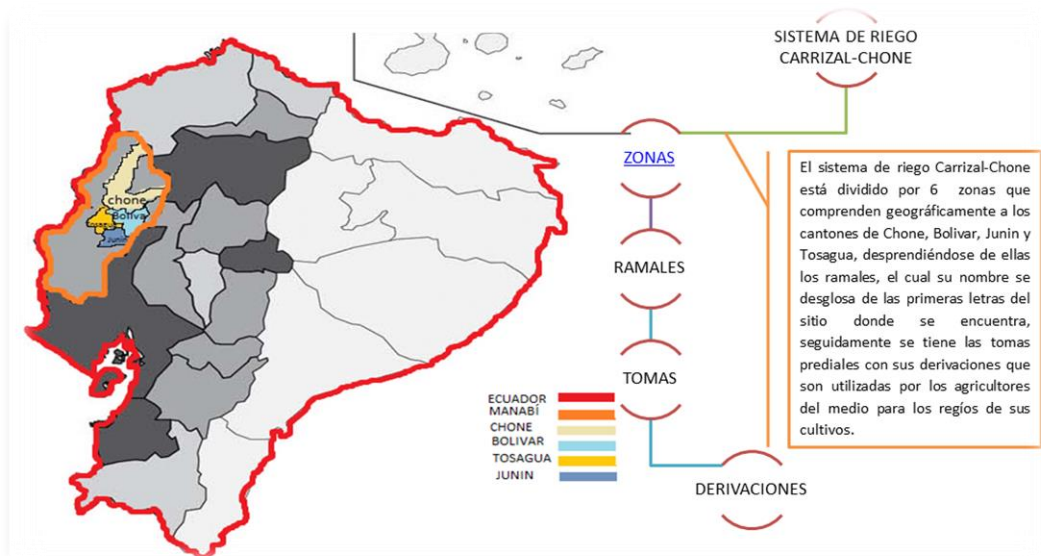 SISTEMA DE RIEGO
CARRIZAL-CHONE
ZONAS
RAMALES
TOMAS
DERIVACIONES
El sistema de riego Carrizal-Chone
está dividido por 6 zonas que
comprenden geográficamente a los
cantones de Chone, Bolivar, Junin y
Tosagua, desprendiéndose de ellas
los ramales, el cual su nombre se
desglosa de las primeras letras del
sitio donde se encuentra,
seguidamente se tiene las tomas
prediales con sus derivaciones que
son utilizadas por los agricultores
del medio para los regíos de sus
cultivos.
chone
Boliva
junin
ECUADOR
MANABÍ
CHONE
BOLIVAR
TOSAGUA
JUNIN